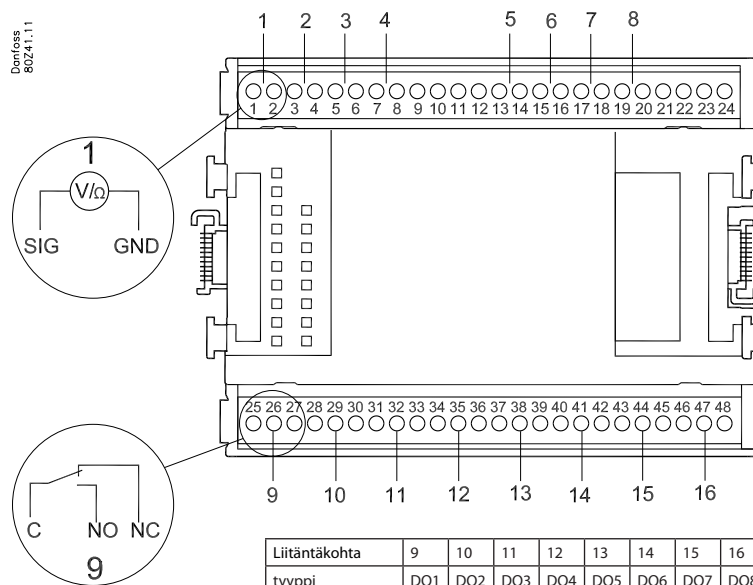 Danfoss
80Z41.11
1 2 3 4 5 6 7 8
1 2 3 4 5 6 7 8 9 10 11 12 13 14 15 16 17 18 19 20 21 22 23 24
1
V/Ω
SIG GND
25 26 27 28 29 30 31 32 33 34 35 36 37 38 39 40 41 42 43 44 45 46 47 48
9 10 11 12 13 14 15 16
C NO NC
9
Liitäntäkohta 9 10 11 12 13 14 15 16
tyyppi DO1 DO2 DO3 DO4 DO5 DO6 DO7 DO8